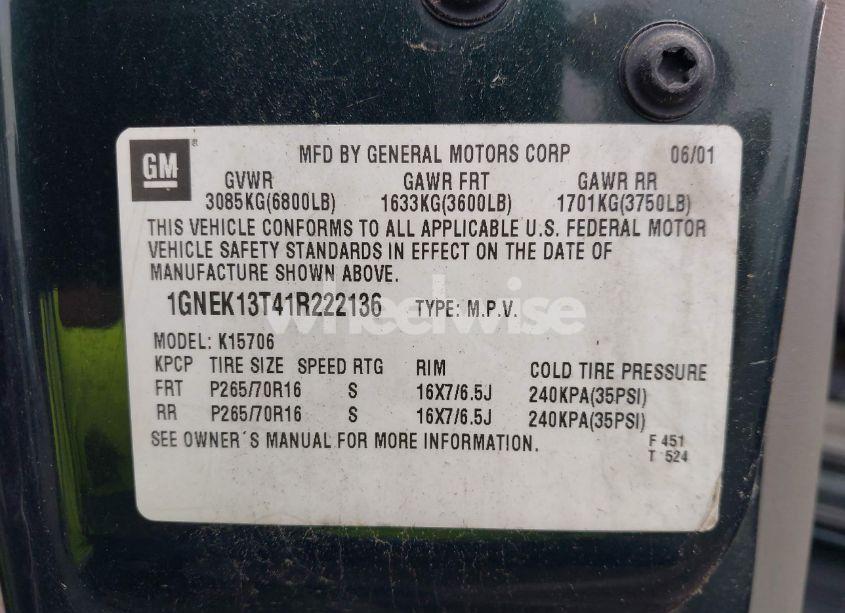 GM ® MFD BY GENERAL MOTORS CORP 06/01
GVWR GAWR FRT GAWR RR
3085KG(6800LB) 1633KG(3600LB) 1701KG(3750LB)
THIS VEHICLE CONFORMS TO ALL APPLICABLE U.S. FEDERAL MOTOR
VEHICLE SAFETY STANDARDS IN EFFECT ON THE DATE OF
MANUFACTURE SHOWN ABOVE.
1GNEK13T41R222136 TYPE: M.P.V.
wheelwise
MODEL: K15706
KPCP TIRE SIZE SPEED RTG RIM COLD TIRE PRESSURE
FRT P265/70R16 S 16X7/6.5J 240KPA(35PSI)
RR P265/70R16 S 16X7/6.5J 240KPA(35PSI)
SEE OWNER´S MANUAL FOR MORE INFORMATION.
F 451
T 524